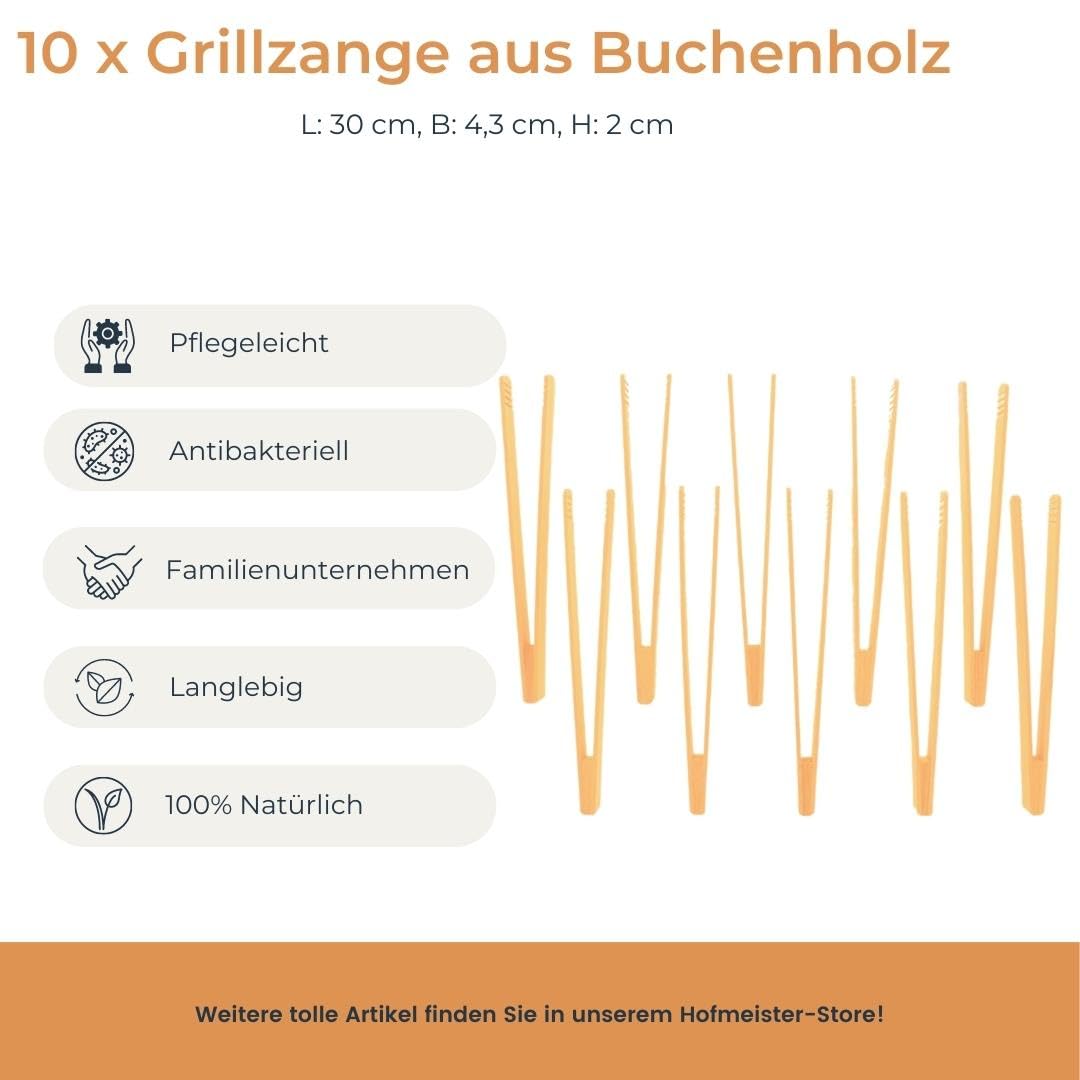 10 x Grillzange aus Buchenholz
L: 30 cm, B: 4,3 cm, H: 2 cm
Pflegeleicht
Antibakteriell
Familienunternehmen
Langlebig
100% Natürlich
Weitere tolle Artikel finden Sie in unserem Hofmeister-Store!